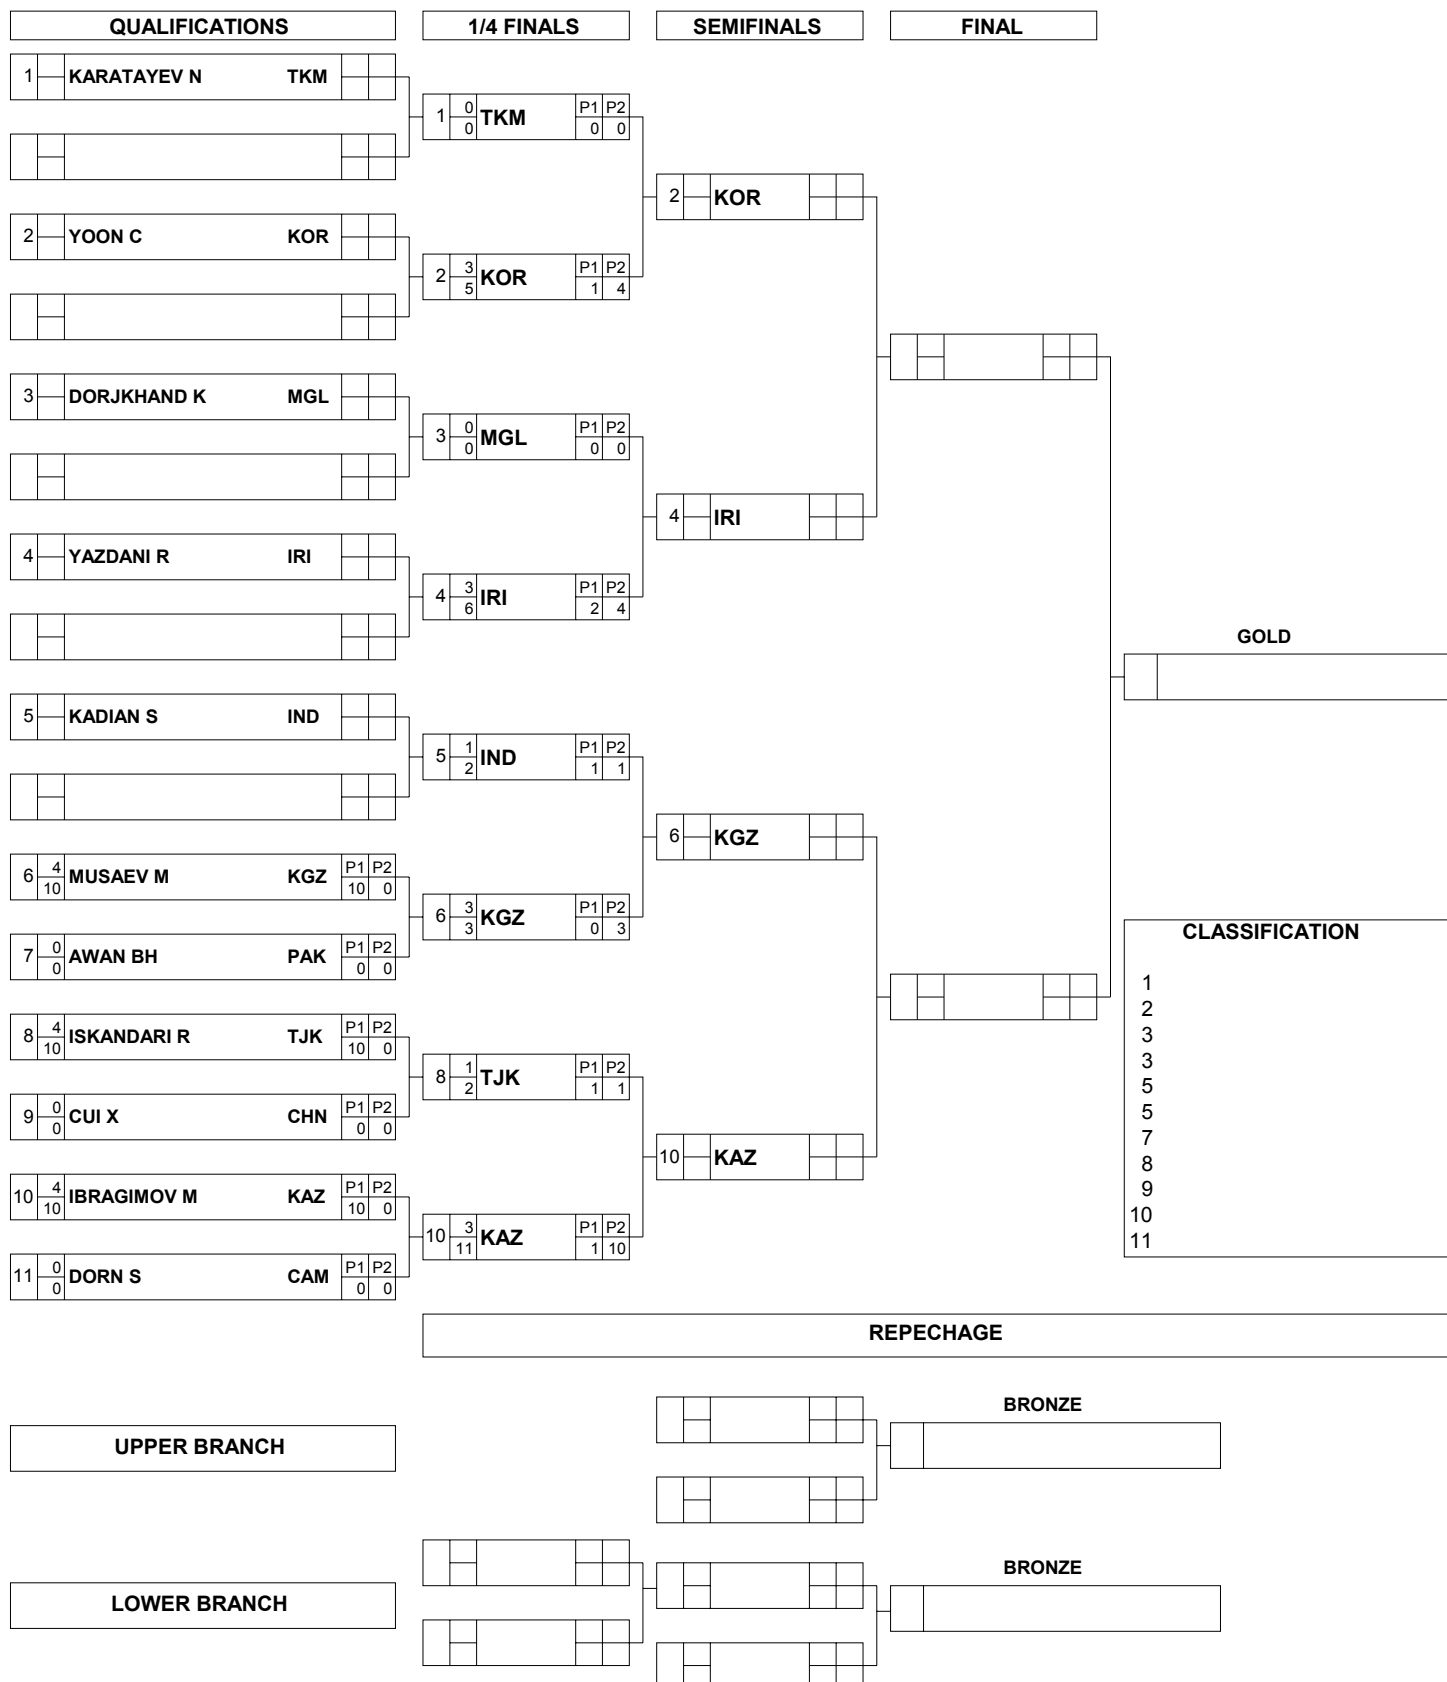 QUALIFICATIONS 1/4 FINALS SEMIFINALS FINAL
1 KARATAYEV N TKM
1 0 0 TKM P1 P2 0 0
2 KOR
2 YOON C KOR
2 3 5 KOR P1 P2 1 4
3 DORJKHAND K MGL
3 0 0 MGL P1 P2 0 0
4 IRI
4 YAZDANI R IRI
4 3 6 IRI P1 P2 2 4
GOLD
5 KADIAN S IND
5 1 2 IND P1 P2 1 1
6 KGZ
6 4 10 MUSAEV M KGZ P1 P2 10 0
6 3 3 KGZ P1 P2 0 3
7 0 0 AWAN BH PAK P1 P2 0 0
8 4 10 ISKANDARI R TJK P1 P2 10 0
8 1 2 TJK P1 P2 1 1
9 0 0 CUI X CHN P1 P2 0 0
10 KAZ
10 4 10 IBRAGIMOV M KAZ P1 P2 10 0
10 3 11 KAZ P1 P2 1 10
11 0 0 DORN S CAM P1 P2 0 0
CLASSIFICATION
1
2
3
3
5
5
7
8
9
10
11
REPECHAGE
BRONZE
UPPER BRANCH
BRONZE
LOWER BRANCH